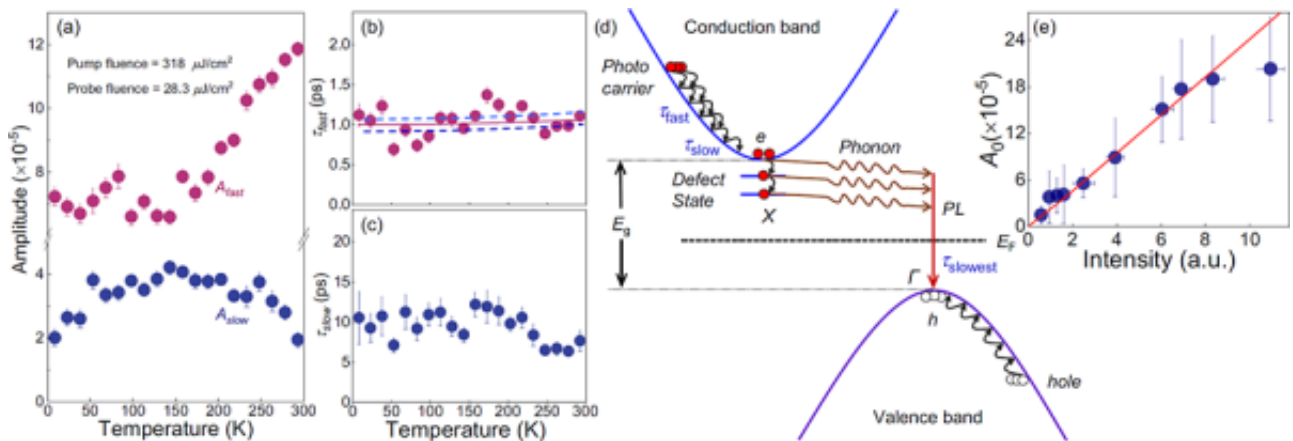 (a)
12
10
8
6
4
2
0
Amplitude (×10⁻⁵)
Pump fluence = 318 μJ/cm²
Probe fluence = 28.3 μJ/cm²
A_fast
A_slow
0 50 100 150 200 250 300
Temperature (K)
(b)
2.0
1.5
1.0
0.5
0.0
τ_fast (ps)
(c)
20
15
10
5
0
τ_slow (ps)
0 50 100 150 200 250 300
Temperature (K)
(d)
Conduction band
Photo
carrier
τ_fast
τ_slow
e
Phonon
Defect
State
X
PL
E_g
E_F
τ_slowest
Γ
h
hole
Valence band
(e)
24
16
8
0
A₀(×10⁻⁵)
0 2 4 6 8 10
Intensity (a.u.)